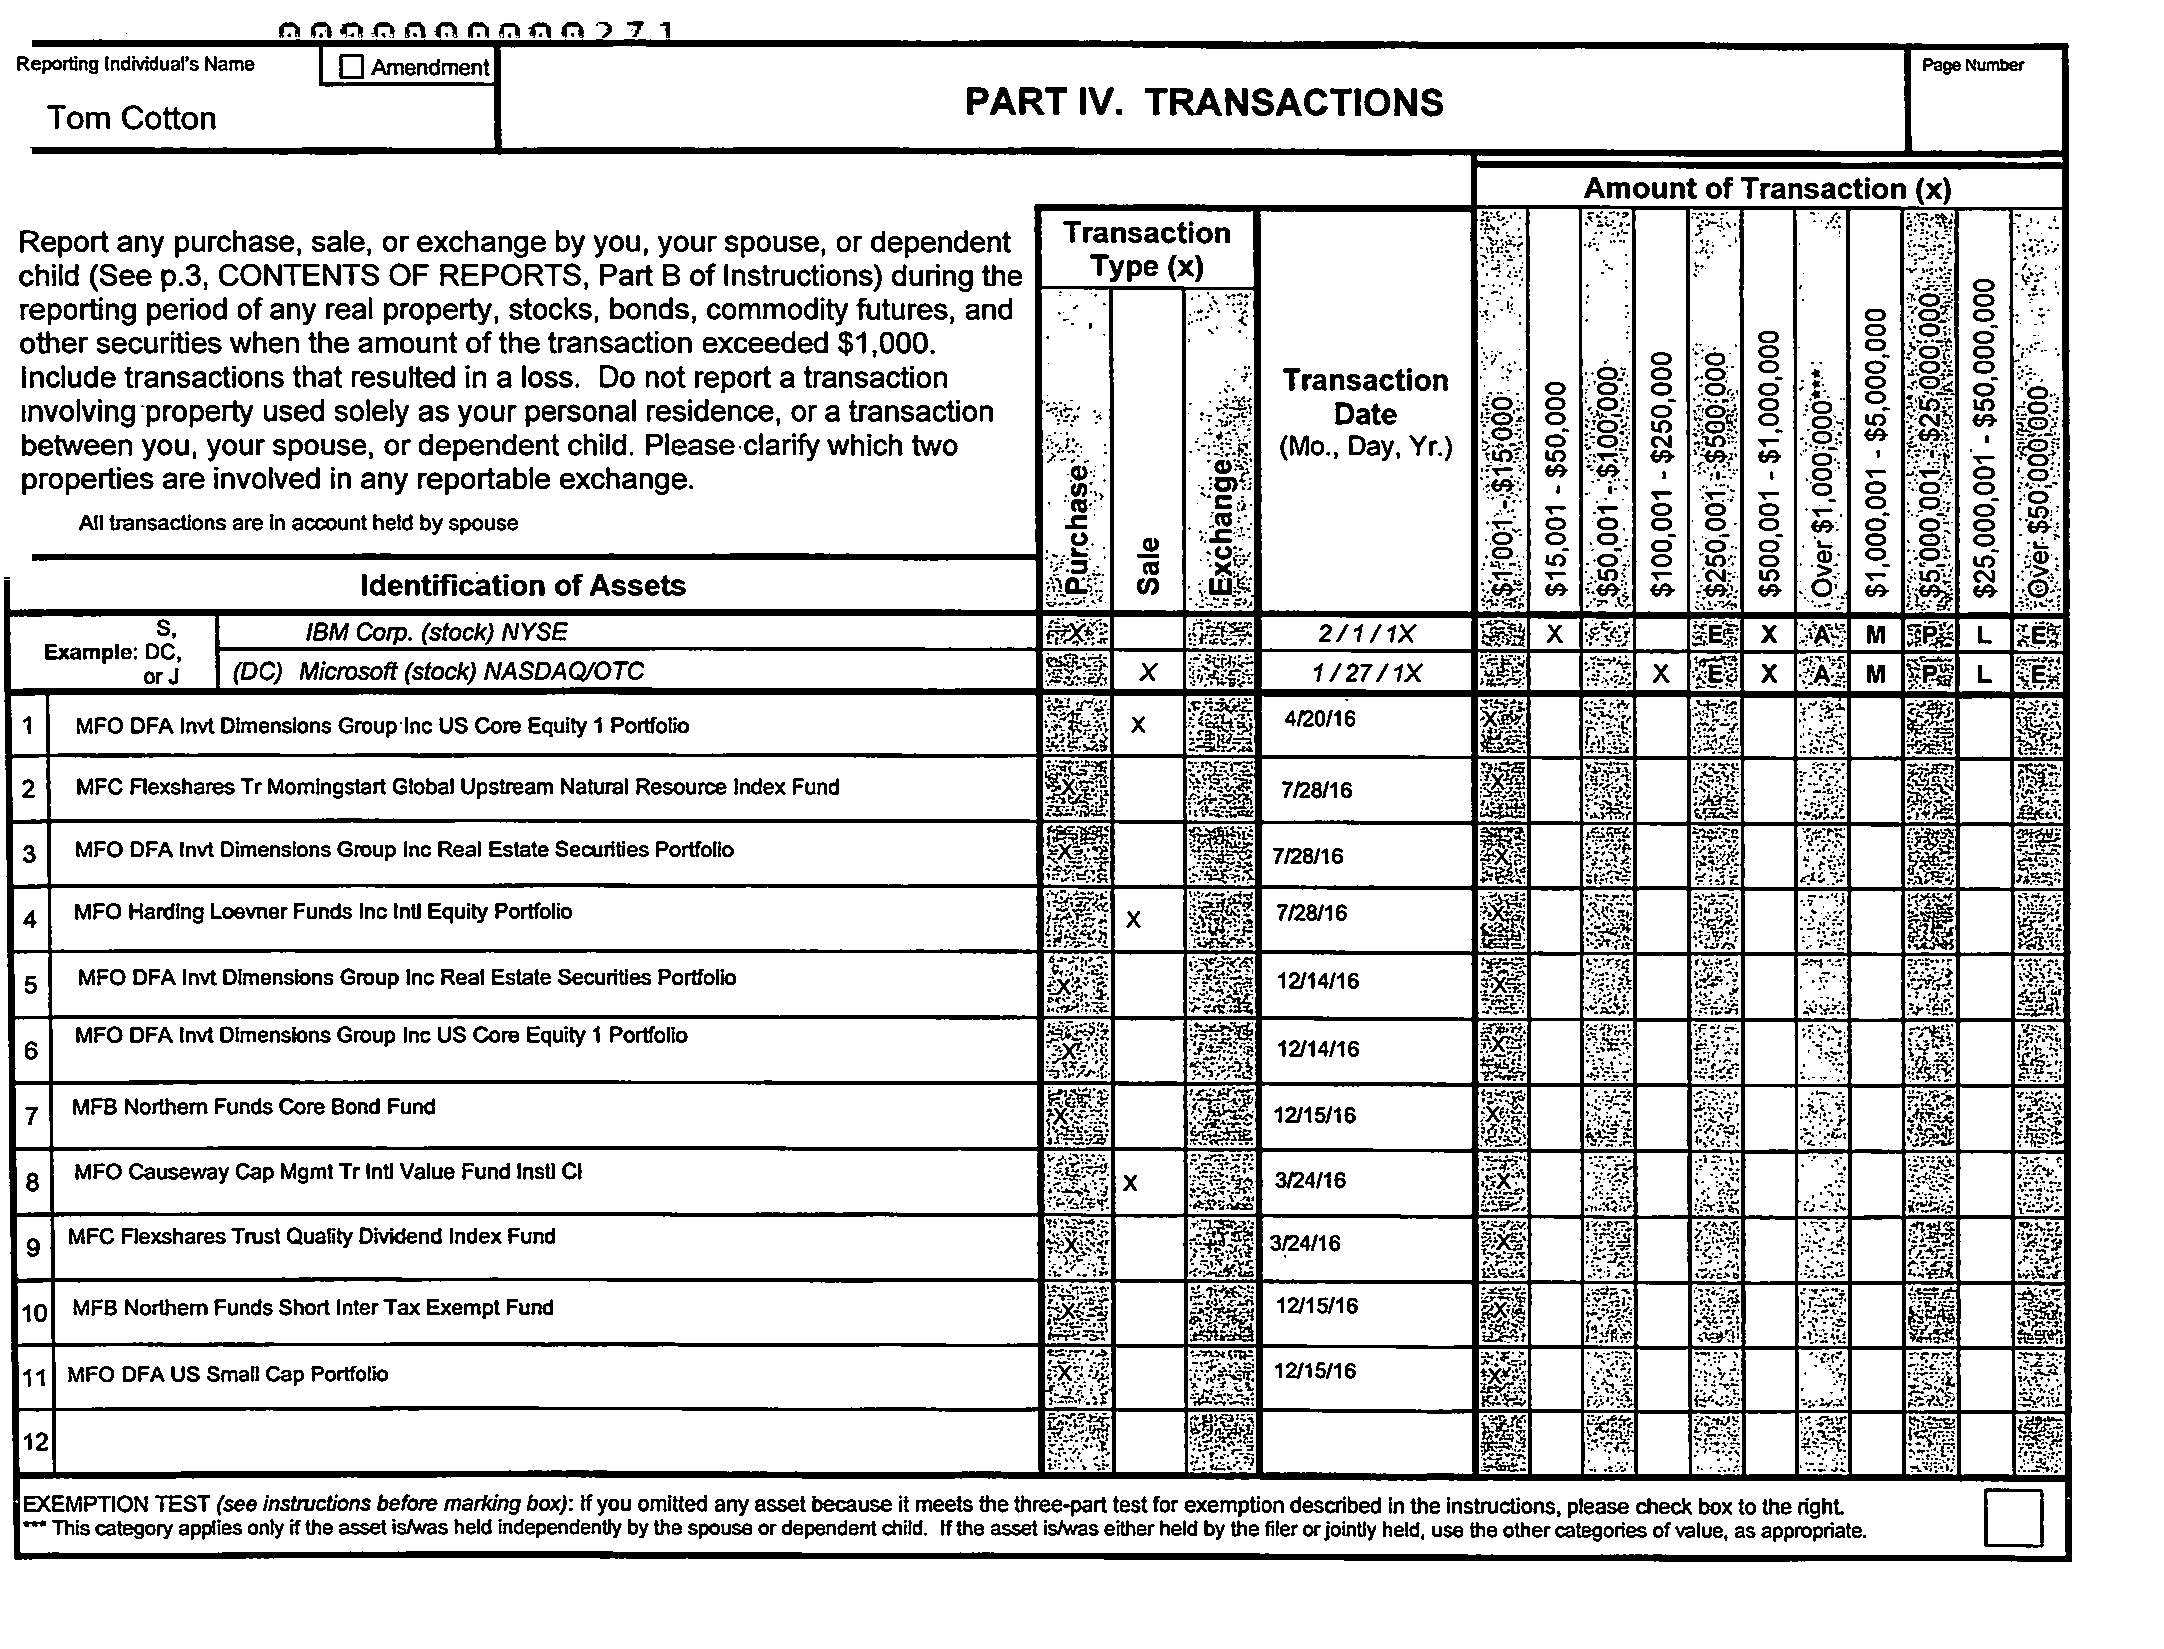 000000000271
Reporting Individual's Name
Amendment
Tom Cotton
PART IV. TRANSACTIONS
Page Number
Amount of Transaction (x)
Report any purchase, sale, or exchange by you, your spouse, or dependent
child (See p.3, CONTENTS OF REPORTS, Part B of Instructions) during the
reporting period of any real property, stocks, bonds, commodity futures, and
other securities when the amount of the transaction exceeded $1,000.
Include transactions that resulted in a loss. Do not report a transaction
involving property used solely as your personal residence, or a transaction
between you, your spouse, or dependent child. Please clarify which two
properties are involved in any reportable exchange.
All transactions are in account held by spouse
Transaction
Type (x)
Purchase
Sale
Exchange
Transaction
Date
(Mo., Day, Yr.)
$1,001 - $15,000
$15,001 - $50,000
$50,001 - $100,000
$100,001 - $250,000
$250,001 - $500,000
$500,001 - $1,000,000
Over $1,000,000***
$1,000,001 - $5,000,000
$5,000,001 - $25,000,000
$25,000,001 - $50,000,000
Over $50,000,000
Identification of Assets
Example:
S,
DC,
or J
IBM Corp. (stock) NYSE X 2/1/1X X E X A M P L E
(DC) Microsoft (stock) NASDAQ/OTC X 1/27/1X X E X A M P L E
1 MFO DFA Invt Dimensions Group Inc US Core Equity 1 Portfolio X 4/20/16 X
2 MFC Flexshares Tr Morningstart Global Upstream Natural Resource Index Fund X 7/28/16 X
3 MFO DFA Invt Dimensions Group Inc Real Estate Securities Portfolio X 7/28/16 X
4 MFO Harding Loevner Funds Inc Intl Equity Portfolio X 7/28/16 X
5 MFO DFA Invt Dimensions Group Inc Real Estate Securities Portfolio X 12/14/16 X
6 MFO DFA Invt Dimensions Group Inc US Core Equity 1 Portfolio X 12/14/16 X
7 MFB Northern Funds Core Bond Fund X 12/15/16 X
8 MFO Causeway Cap Mgmt Tr Intl Value Fund Instl Cl X 3/24/16 X
9 MFC Flexshares Trust Quality Dividend Index Fund X 3/24/16 X
10 MFB Northern Funds Short Inter Tax Exempt Fund X 12/15/16 X
11 MFO DFA US Small Cap Portfolio X 12/15/16 X
12
EXEMPTION TEST (see instructions before marking box): If you omitted any asset because it meets the three-part test for exemption described in the instructions, please check box to the right.
*** This category applies only if the asset is/was held independently by the spouse or dependent child. If the asset is/was either held by the filer or jointly held, use the other categories of value, as appropriate.